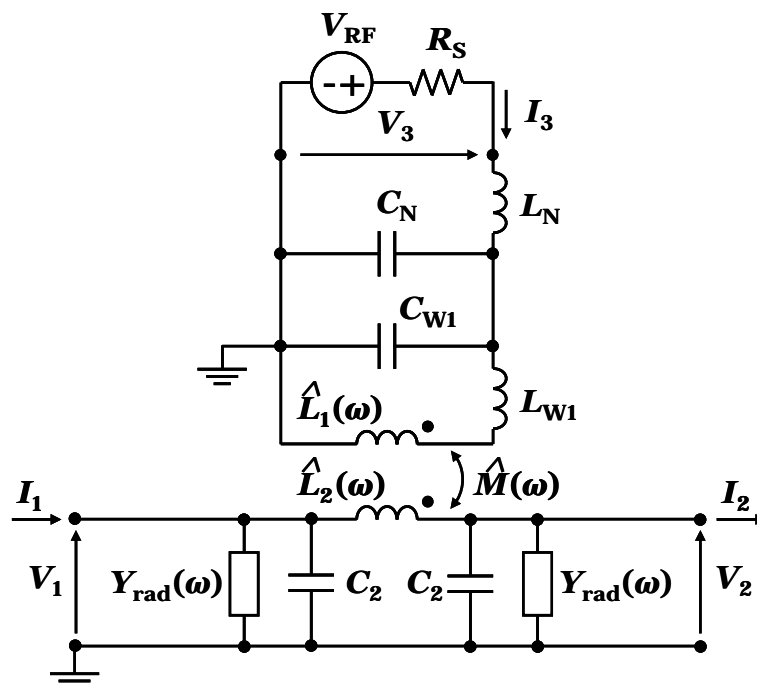 V_RF
R_S
- +
V_3
I_3
L_N
C_N
C_W1
L_W1
L̂_1(ω)
L̂_2(ω)
M̂(ω)
I_1
I_2
V_1
Y_rad(ω)
C_2
C_2
Y_rad(ω)
V_2